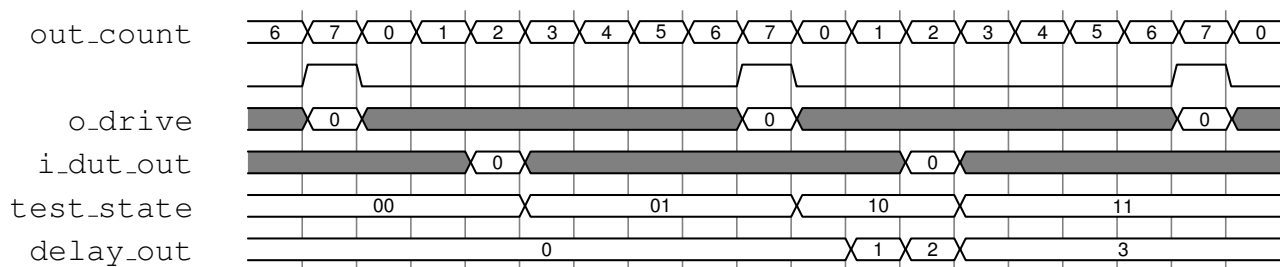 out_count 6 7 0 1 2 3 4 5 6 7 0 1 2 3 4 5 6 7 0
o_drive 0 0 0
i_dut_out 0 0
test_state 00 01 10 11
delay_out 0 1 2 3